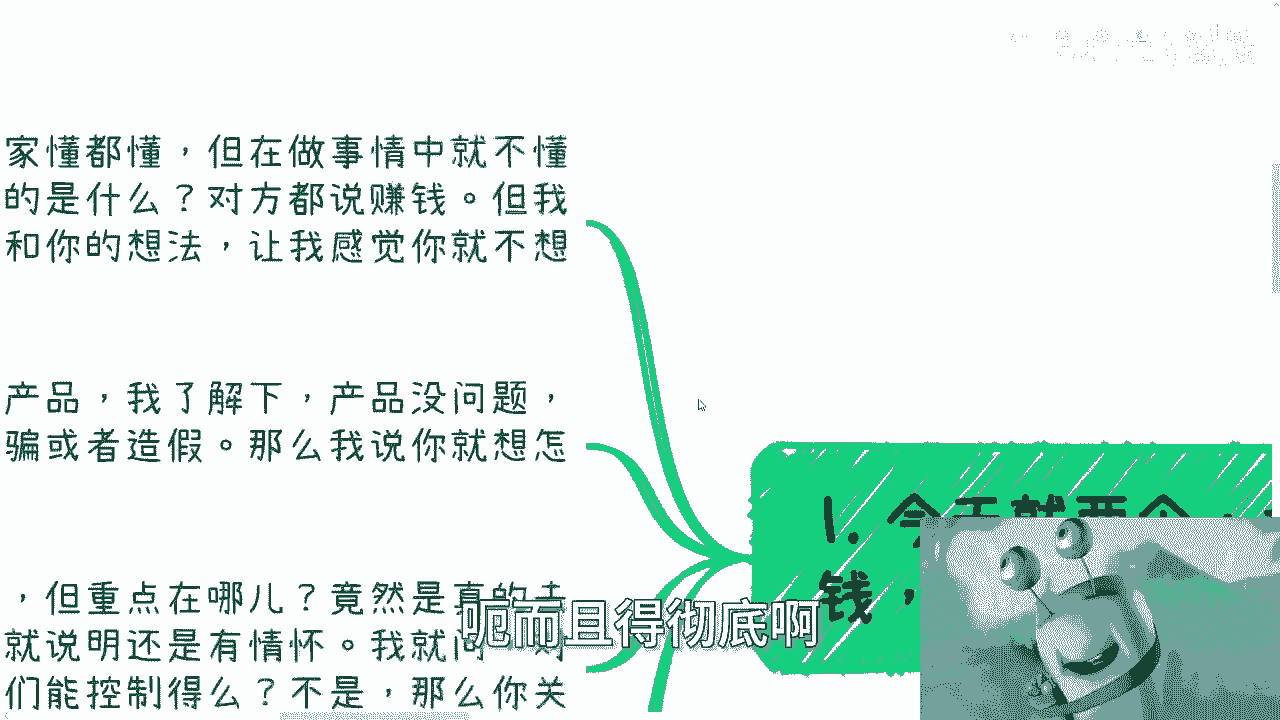 家懂都懂，但在做事情中就不懂
的是什么？对方都说赚钱。但我
和你的想法，让我感觉你就不想
产品，我了解下，产品没问题，
骗或者造假。那么我说你就想怎
，但重点在哪儿？竟然是真的
就说明还是有情怀。我就问
们能控制得么？不是，那么你关
1. 今天就两个
钱，
呃而且得彻底啊